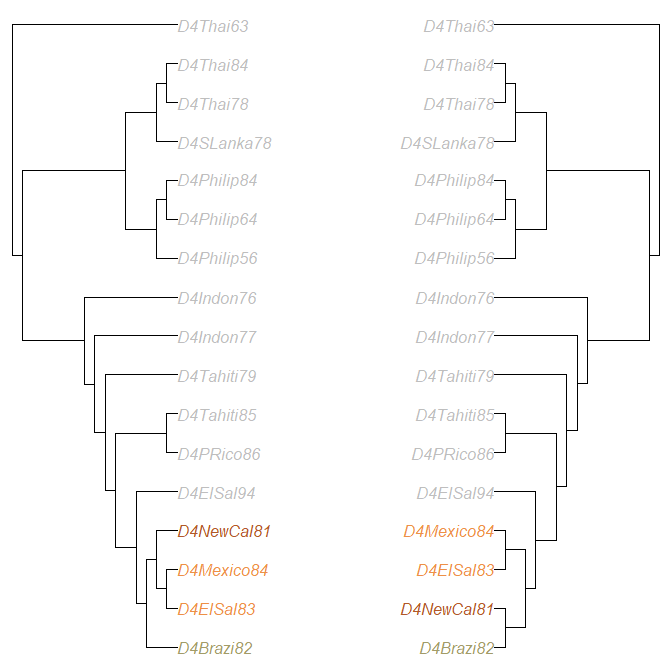 D4Thai63 D4Thai63
D4Thai84 D4Thai84
D4Thai78 D4Thai78
D4SLanka78 D4SLanka78
D4Philip84 D4Philip84
D4Philip64 D4Philip64
D4Philip56 D4Philip56
D4Indon76 D4Indon76
D4Indon77 D4Indon77
D4Tahiti79 D4Tahiti79
D4Tahiti85 D4Tahiti85
D4PRico86 D4PRico86
D4ElSal94 D4ElSal94
D4NewCal81 D4Mexico84
D4Mexico84 D4ElSal83
D4ElSal83 D4NewCal81
D4Brazi82 D4Brazi82